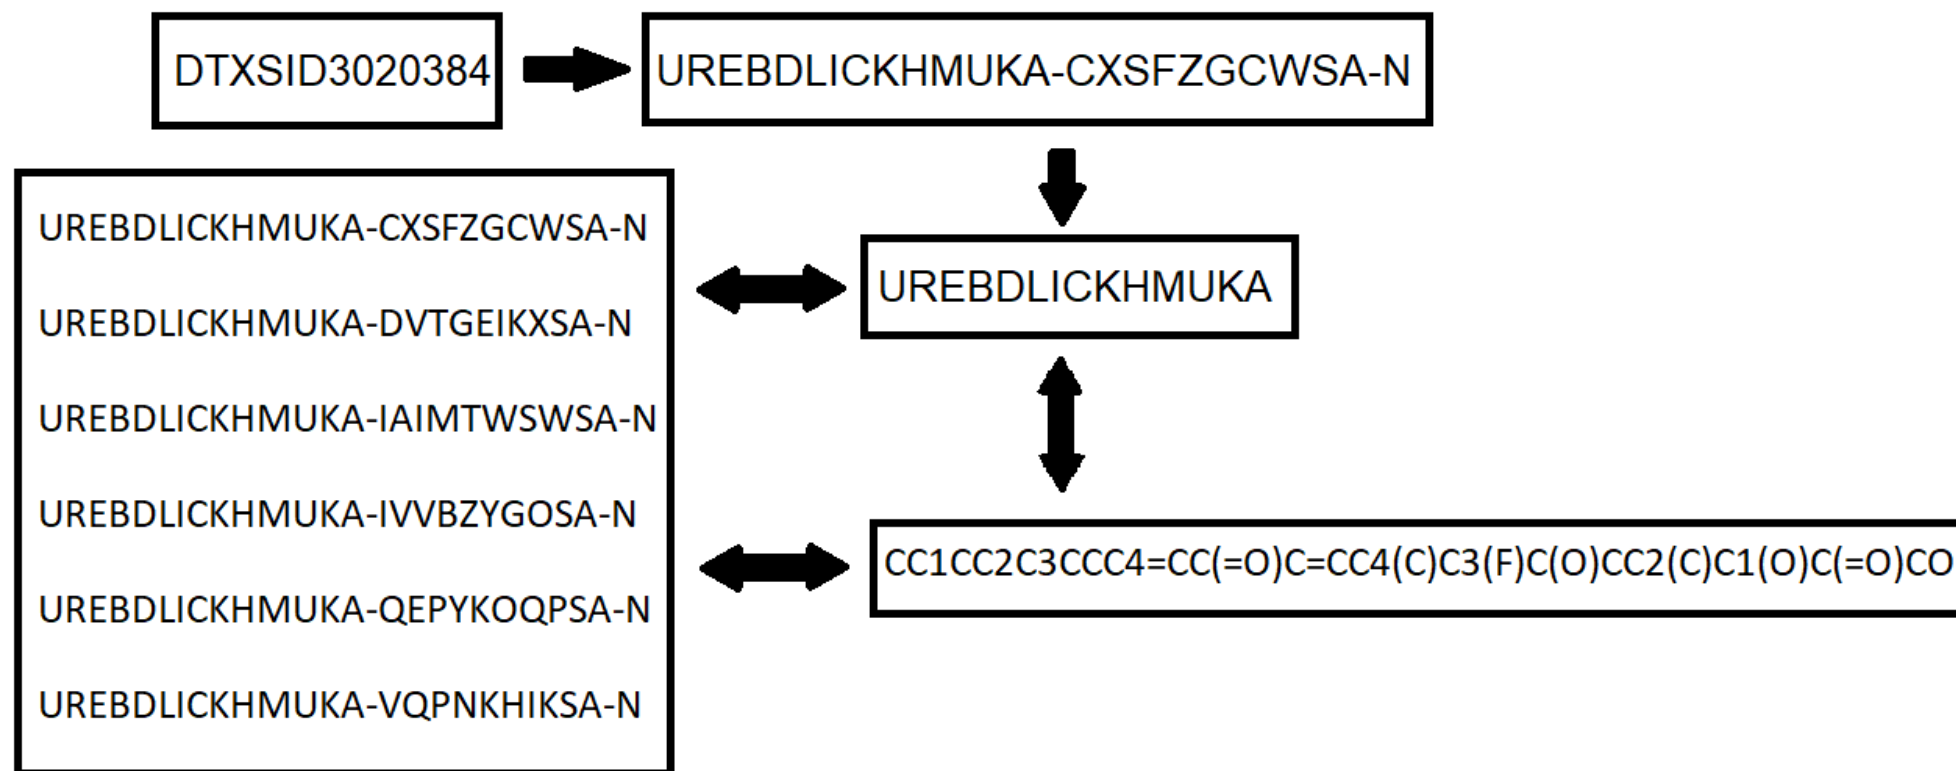 DTXSID3020384
UREBDLICKHMUKA-CXSFZGCWSA-N
UREBDLICKHMUKA-CXSFZGCWSA-N
UREBDLICKHMUKA-DVTGEIKXSA-N
UREBDLICKHMUKA-IAIMTWSWSA-N
UREBDLICKHMUKA-IVVBZYGOSA-N
UREBDLICKHMUKA-QEPYKOQPSA-N
UREBDLICKHMUKA-VQPNKHIKSA-N
UREBDLICKHMUKA
CC1CC2C3CCC4=CC(=O)C=CC4(C)C3(F)C(O)CC2(C)C1(O)C(=O)CO